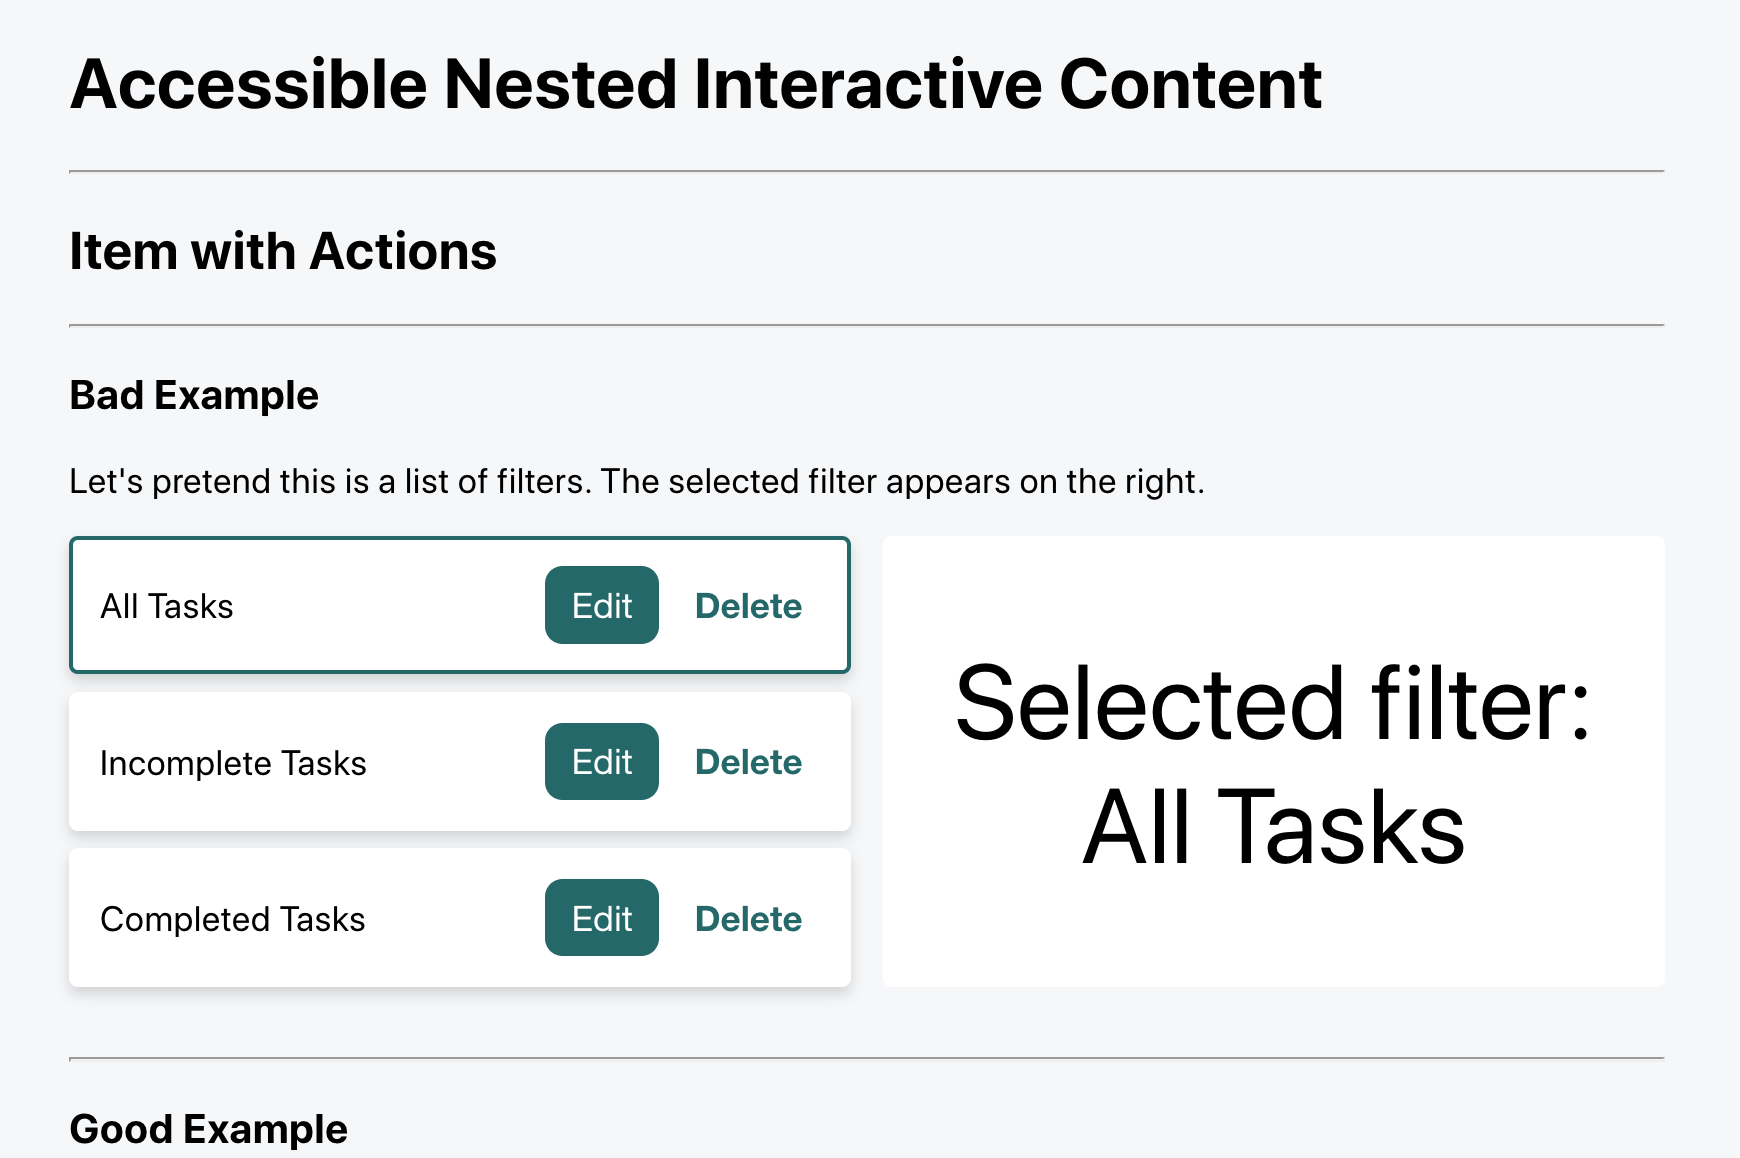 Accessible Nested Interactive Content
Item with Actions
Bad Example
Let's pretend this is a list of filters. The selected filter appears on the right.
All Tasks Edit Delete
Incomplete Tasks Edit Delete
Completed Tasks Edit Delete
Selected filter:
All Tasks
Good Example